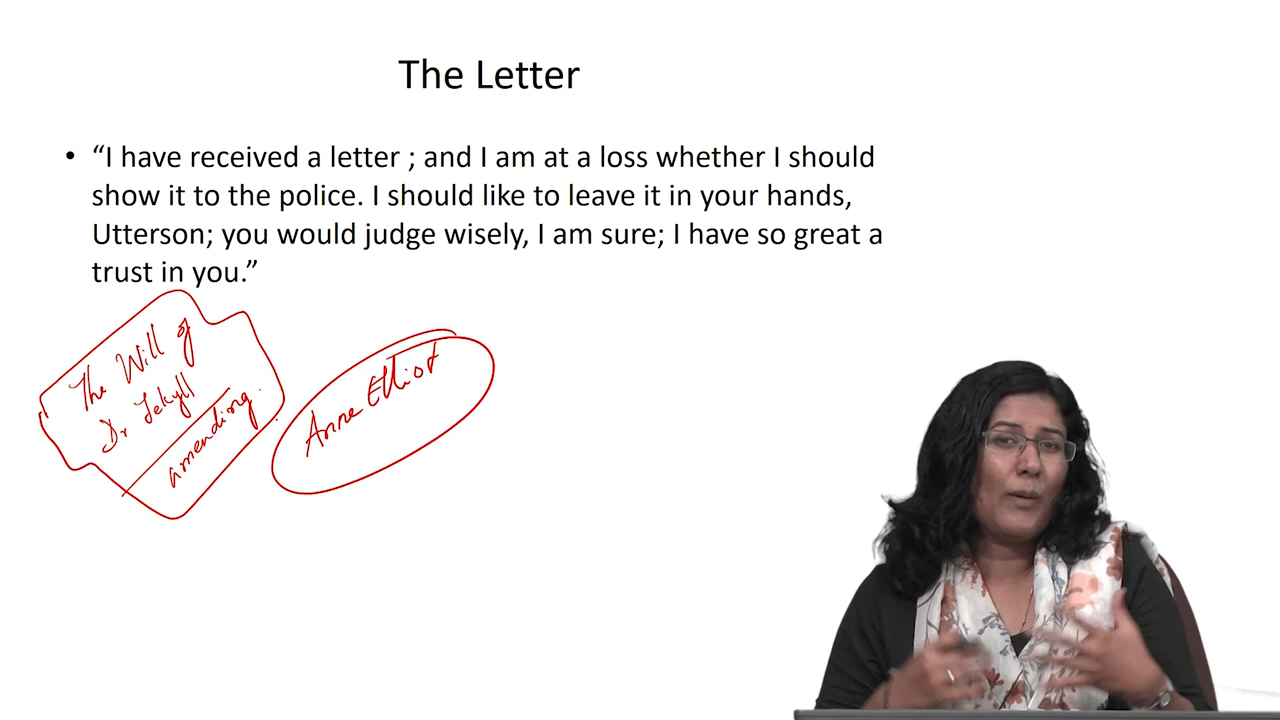 The Letter
• “I have received a letter ; and I am at a loss whether I should
show it to the police. I should like to leave it in your hands,
Utterson; you would judge wisely, I am sure; I have so great a
trust in you.”
The Will of
Dr Jekyll
amending
Anne Elliot